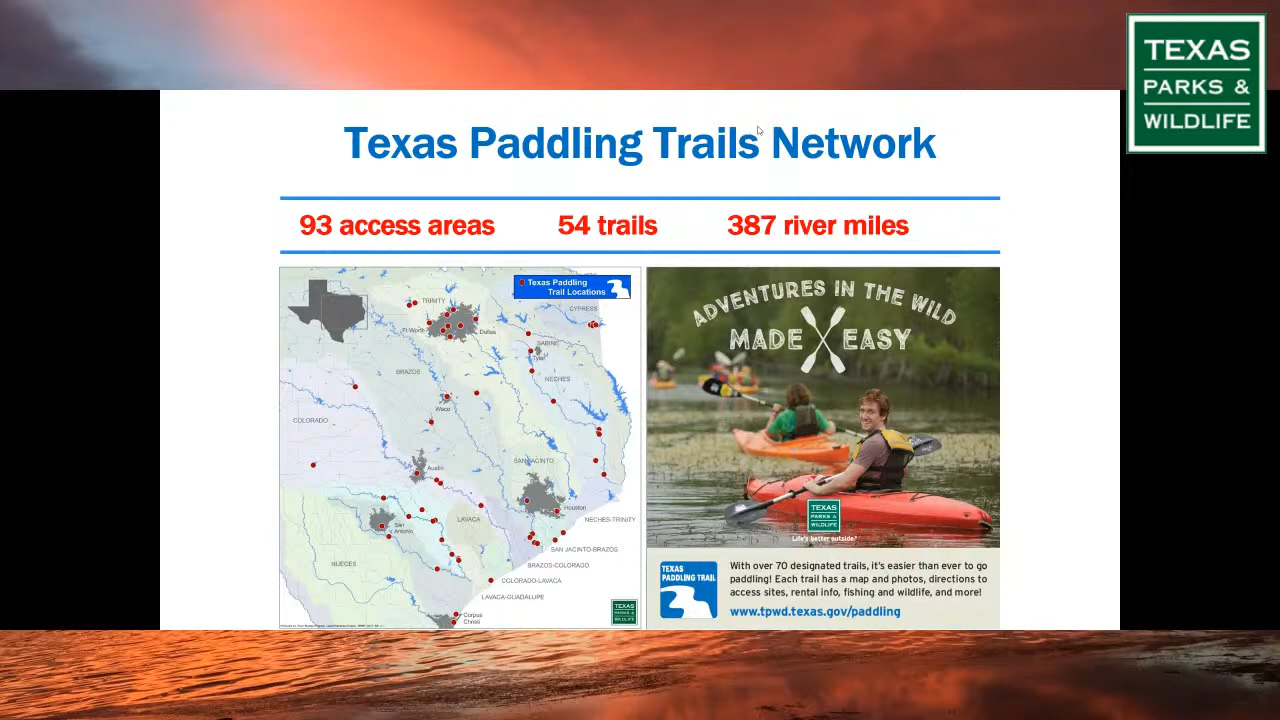 TEXAS
PARKS &
WILDLIFE
Texas Paddling Trails Network
93 access areas 54 trails 387 river miles
Texas Paddling
Trail Locations
TRINITY
CYPRESS
Ft Worth
Dallas
SABINE
Tyler
BRAZOS
NECHES
Waco
COLORADO
SAN JACINTO
Austin
Houston
LAVACA
NECHES-TRINITY
San
Antonio
SAN JACINTO-BRAZOS
NUECES
BRAZOS-COLORADO
COLORADO-LAVACA
LAVACA-GUADALUPE
Corpus
Christi
TEXAS
PARKS &
WILDLIFE
ADVENTURES IN THE WILD
MADE EASY
TEXAS
PARKS &
WILDLIFE
Life's better outside.®
TEXAS
PADDLING TRAIL
With over 70 designated trails, it's easier than ever to go
paddling! Each trail has a map and photos, directions to
access sites, rental info, fishing and wildlife, and more!
www.tpwd.texas.gov/paddling